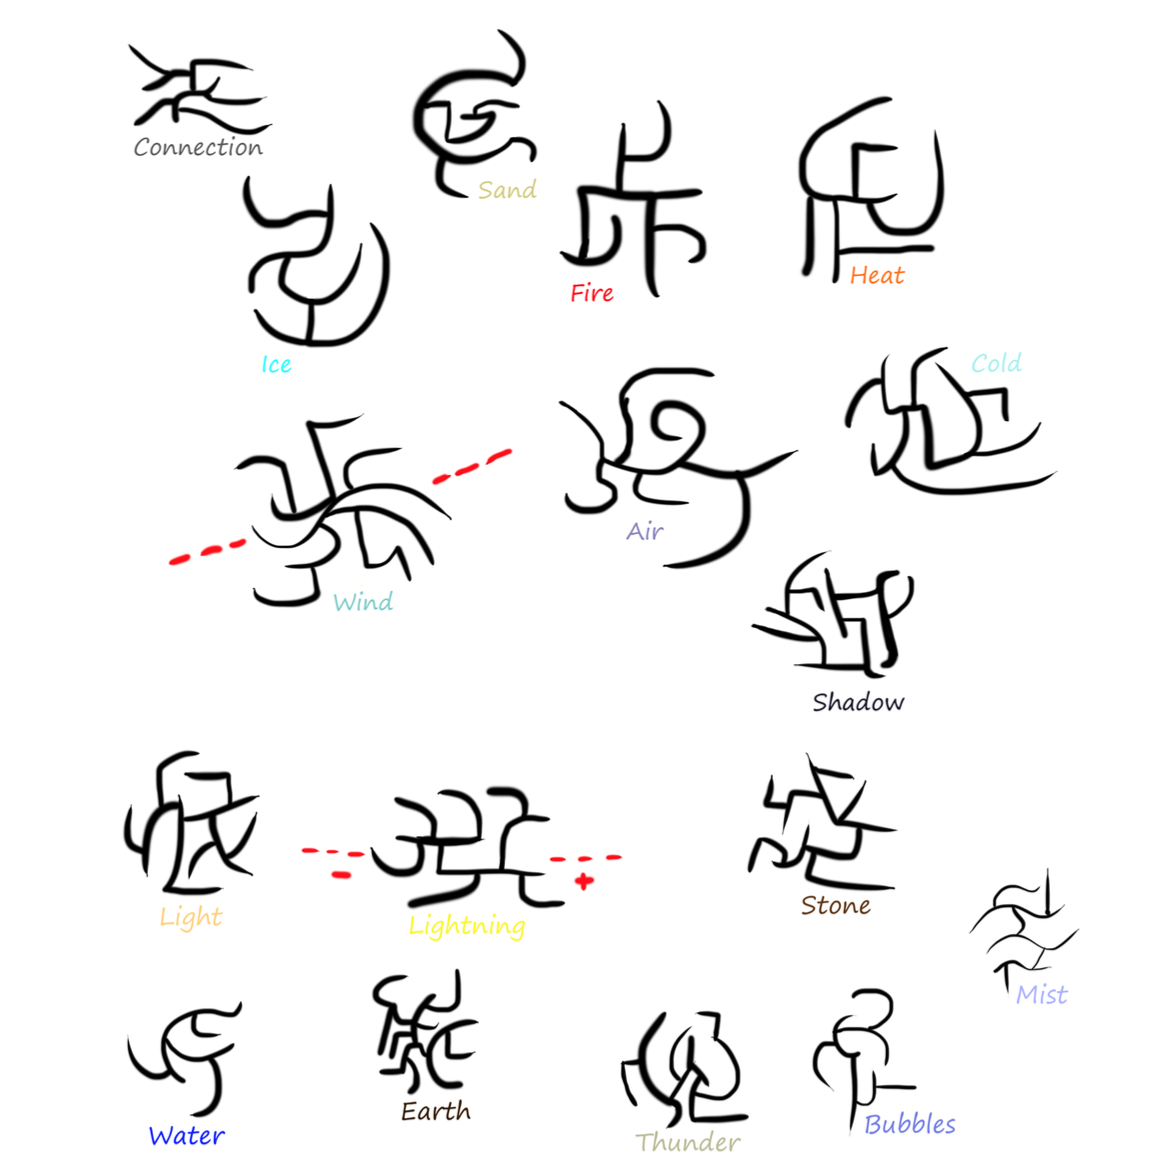 Connection
Sand
Fire
Heat
Ice
Cold
Air
Wind
Shadow
Light
Lightning
Stone
Mist
Water
Earth
Thunder
Bubbles